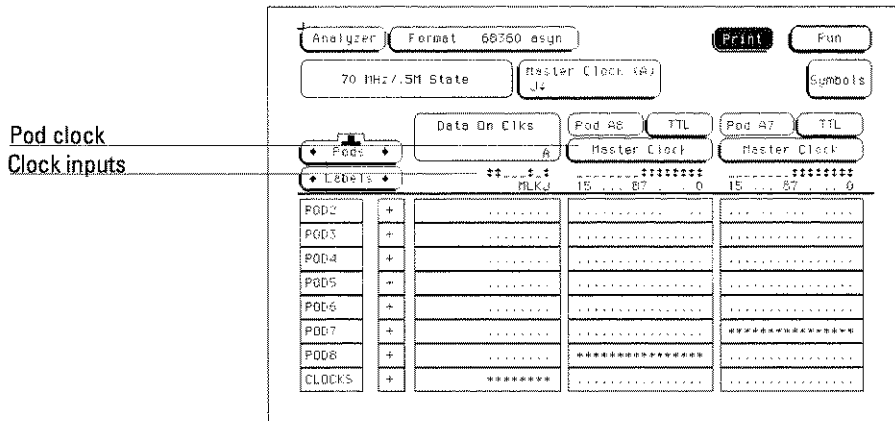 Analyzer Format 68360 asyn Print Run
70 MHz/.5M State Master Clock (A) Symbols
J↓
Data On Clks Pod A8 TTL Pod A7 TTL
Pod clock
Pods A Master Clock Master Clock
Clock inputs
Labels MLKJ 15 ... 87 ... 0 15 ... 87 ... 0
POD2 + ........ ................ ................
POD3 + ........ ................ ................
POD4 + ........ ................ ................
POD5 + ........ ................ ................
POD6 + ........ ................ ................
POD7 + ........ ................ ****************
POD8 + ........ **************** ................
CLOCKS + ******** ................ ................